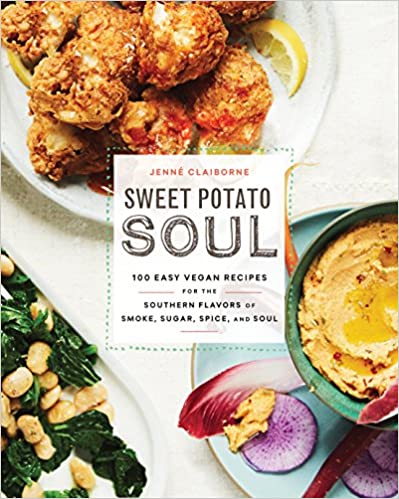 JENNÉ CLAIBORNE
SWEET POTATO
SOUL
100 EASY VEGAN RECIPES
FOR THE
SOUTHERN FLAVORS OF
SMOKE, SUGAR, SPICE, AND SOUL